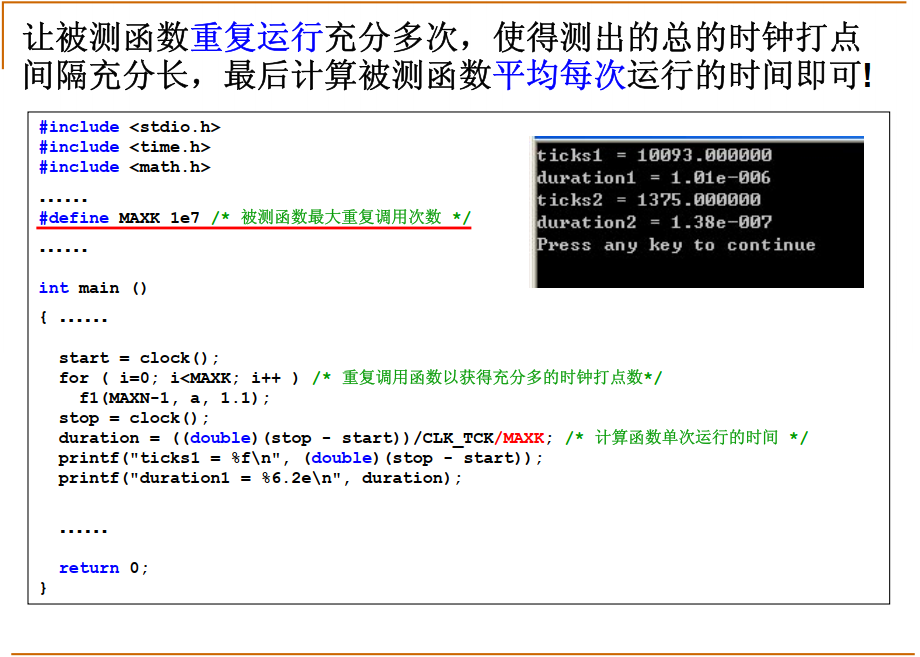 让被测函数重复运行充分多次，使得测出的总的时钟打点
间隔充分长，最后计算被测函数平均每次运行的时间即可!
#include <stdio.h>
#include <time.h>
#include <math.h>
......
#define MAXK 1e7 /* 被测函数最大重复调用次数 */
......
int main ()
{ ......
start = clock();
for ( i=0; i<MAXK; i++ ) /* 重复调用函数以获得充分多的时钟打点数*/
f1(MAXN-1, a, 1.1);
stop = clock();
duration = ((double)(stop - start))/CLK_TCK/MAXK; /* 计算函数单次运行的时间 */
printf("ticks1 = %f\n", (double)(stop - start));
printf("duration1 = %6.2e\n", duration);
......
return 0;
}
ticks1 = 10093.000000
duration1 = 1.01e-006
ticks2 = 1375.000000
duration2 = 1.38e-007
Press any key to continue